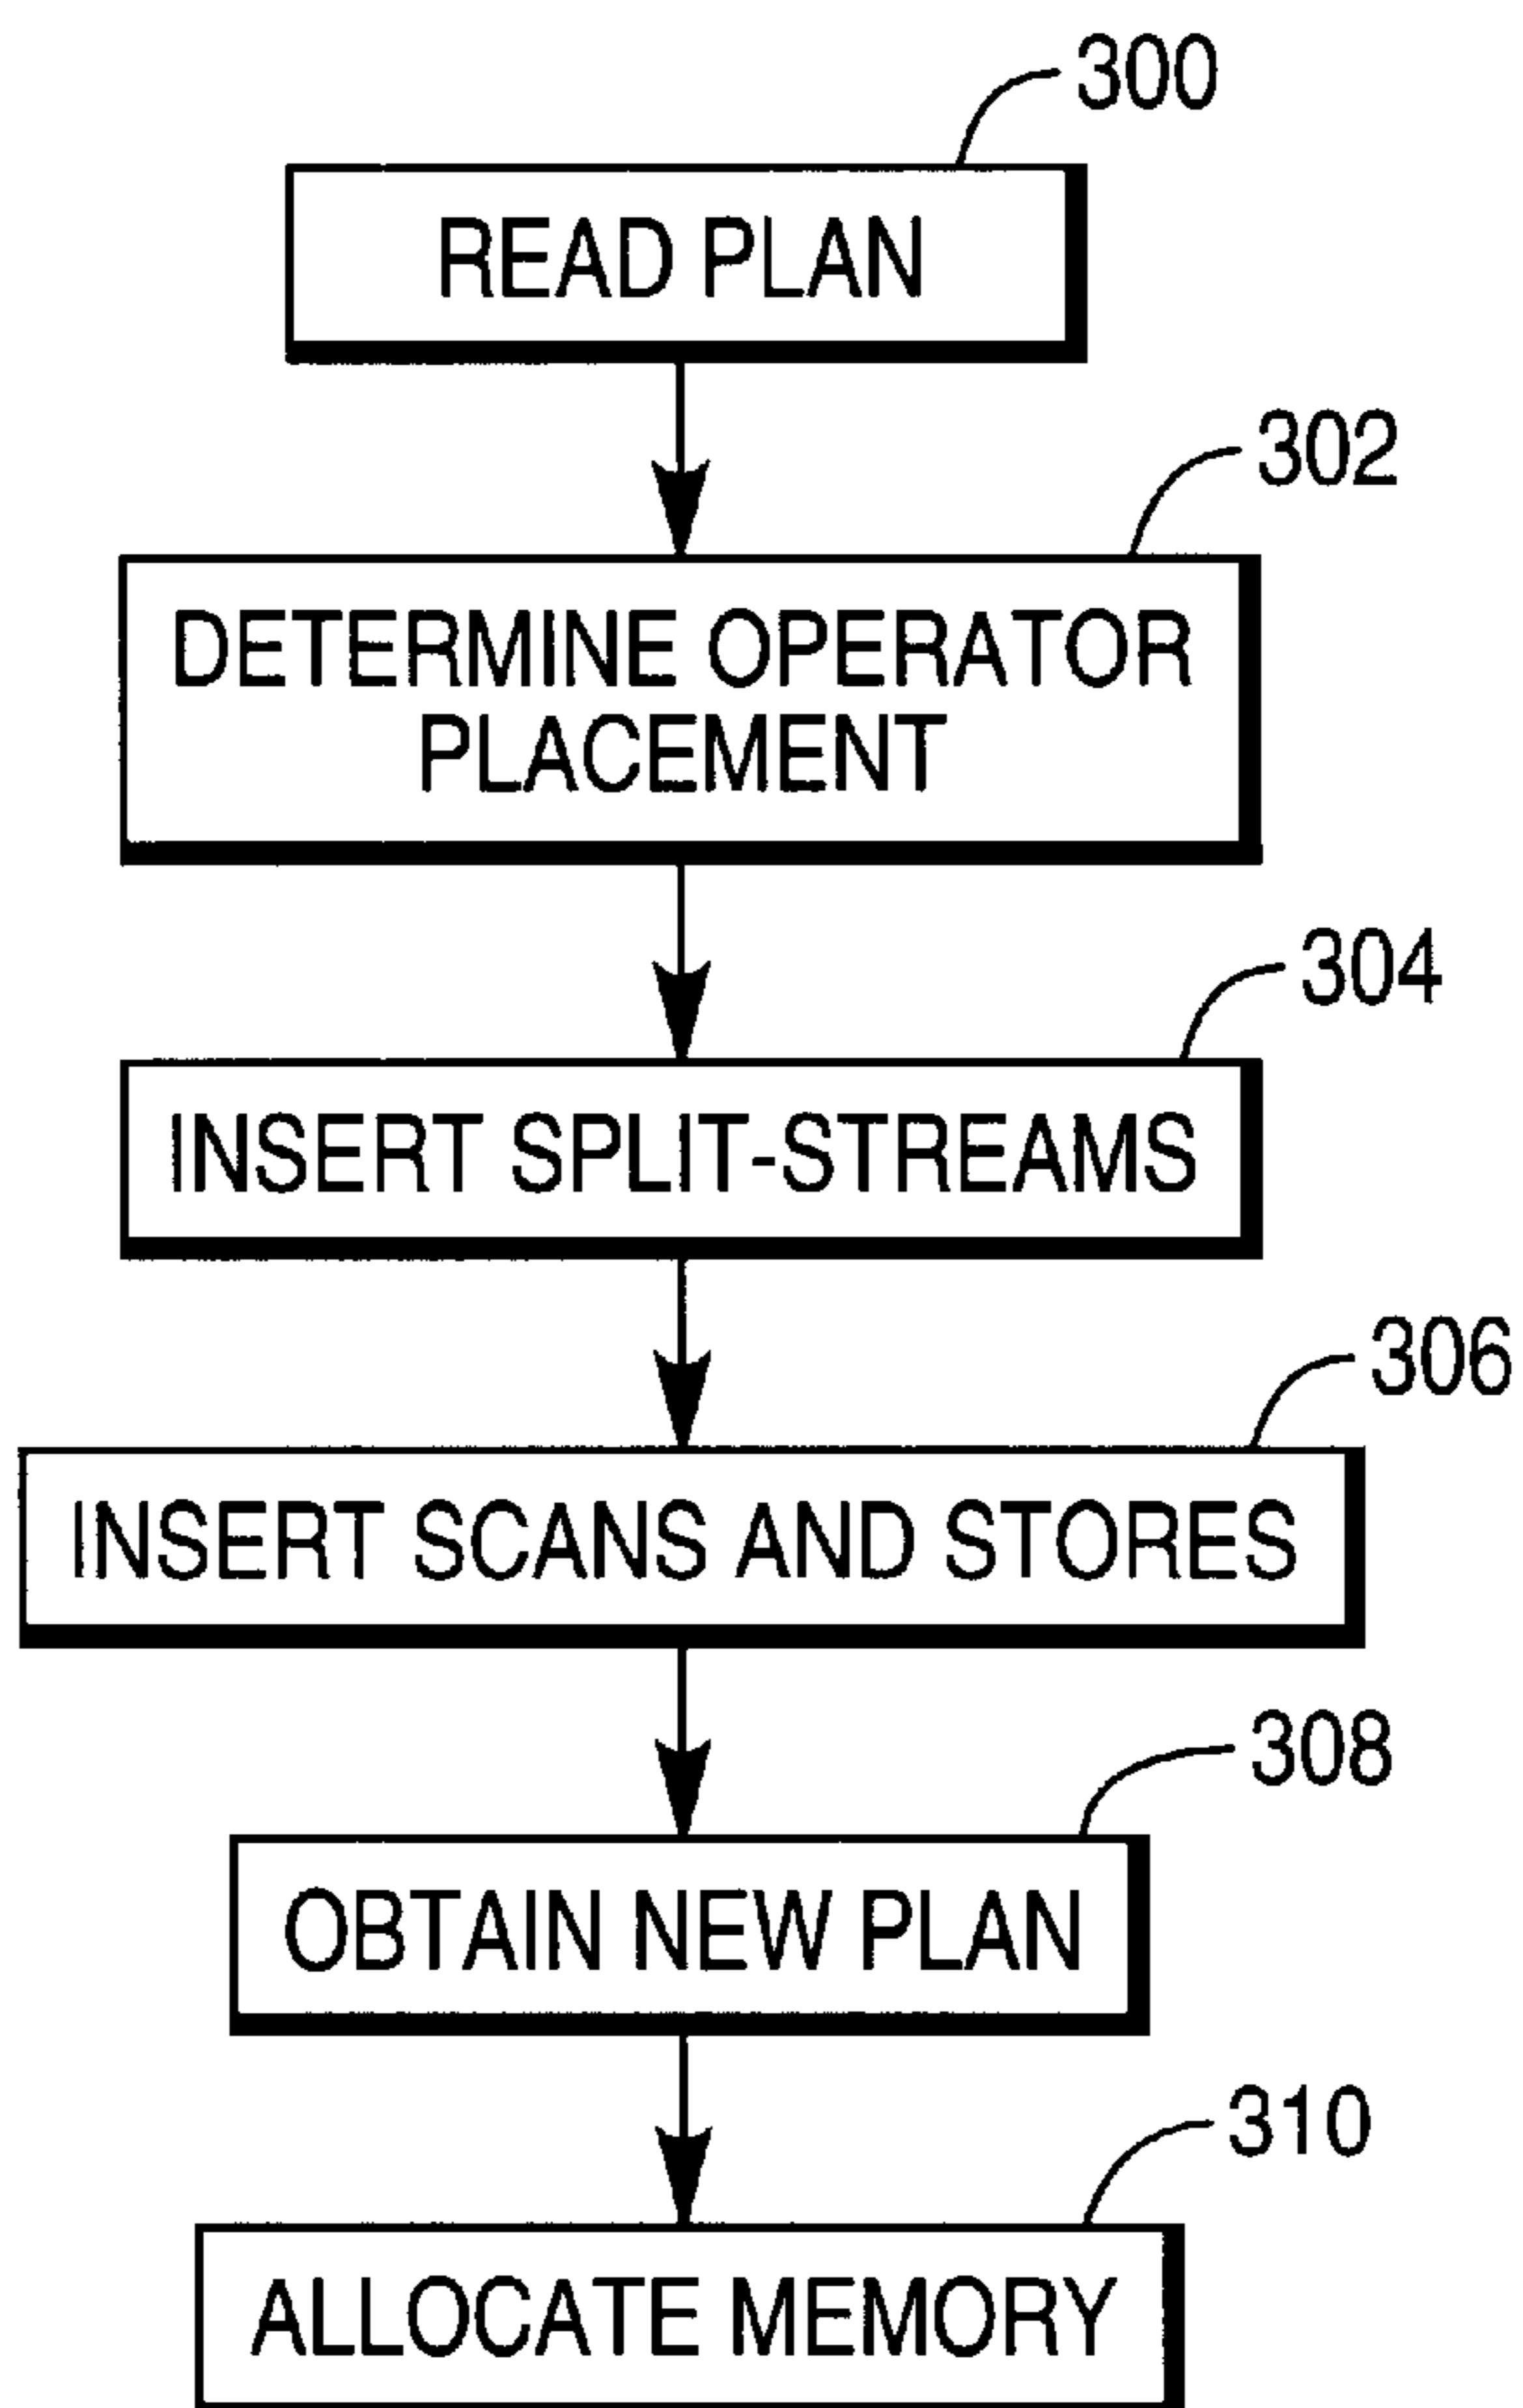 300
READ PLAN
302
DETERMINE OPERATOR
PLACEMENT
304
INSERT SPLIT-STREAMS
306
INSERT SCANS AND STORES
308
OBTAIN NEW PLAN
310
ALLOCATE MEMORY